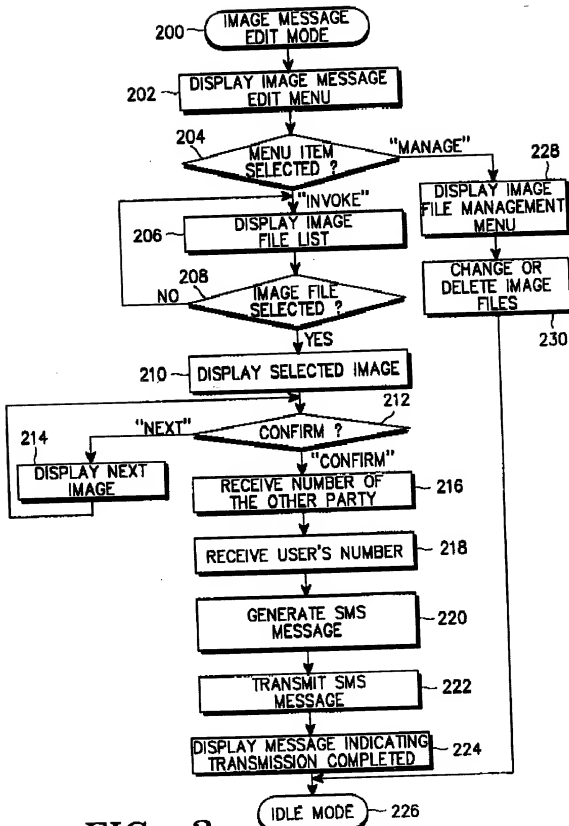 200
IMAGE MESSAGE
EDIT MODE
202
DISPLAY IMAGE MESSAGE
EDIT MENU
204
MENU ITEM
SELECTED ?
"MANAGE"
228
DISPLAY IMAGE
FILE MANAGEMENT
MENU
CHANGE OR
DELETE IMAGE
FILES
230
"INVOKE"
206
DISPLAY IMAGE
FILE LIST
208
NO
IMAGE FILE
SELECTED ?
YES
210
DISPLAY SELECTED IMAGE
212
"NEXT"
CONFIRM ?
214
DISPLAY NEXT
IMAGE
"CONFIRM"
RECEIVE NUMBER OF
THE OTHER PARTY
216
RECEIVE USER'S NUMBER
218
GENERATE SMS
MESSAGE
220
TRANSMIT SMS
MESSAGE
222
DISPLAY MESSAGE INDICATING
TRANSMISSION COMPLETED
224
IDLE MODE
226